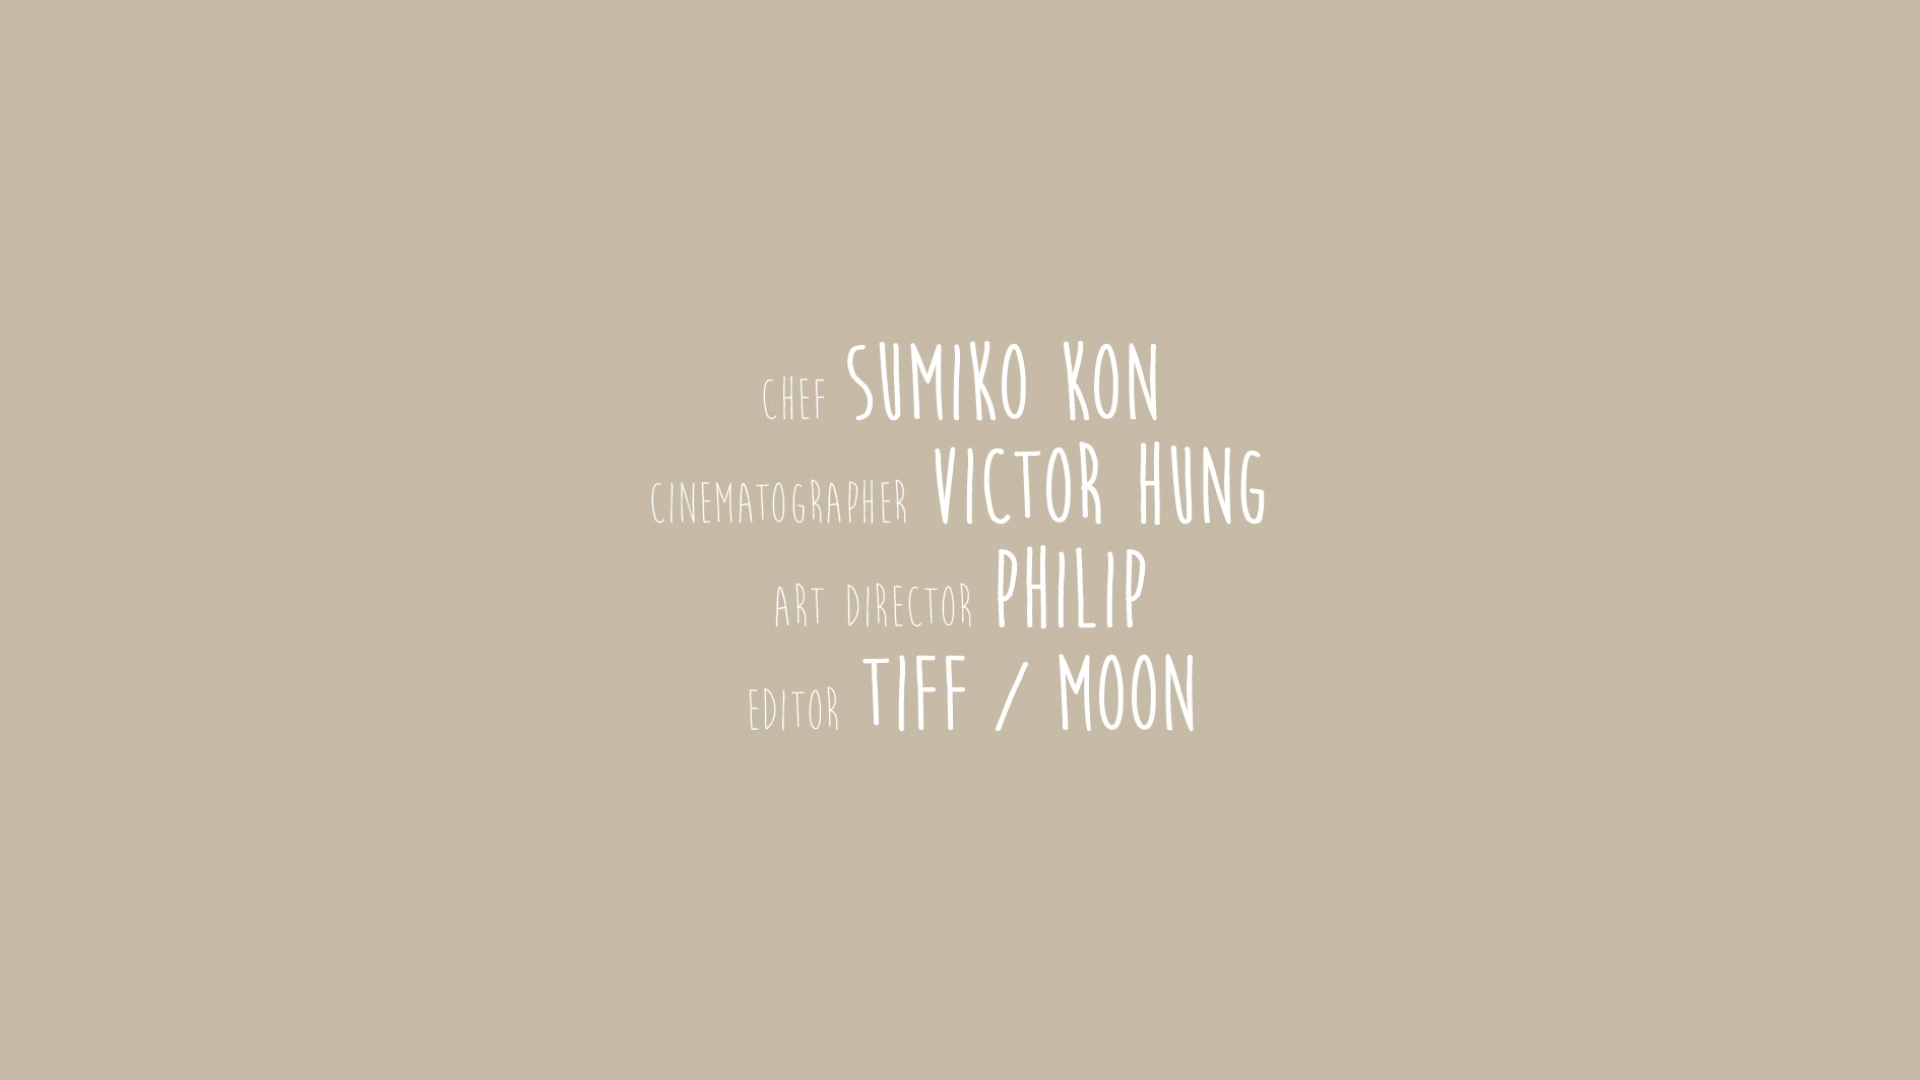 CHEF SUMIKO KON
CINEMATOGRAPHER VICTOR HUNG
ART DIRECTOR PHILIP
EDITOR TIFF / MOON